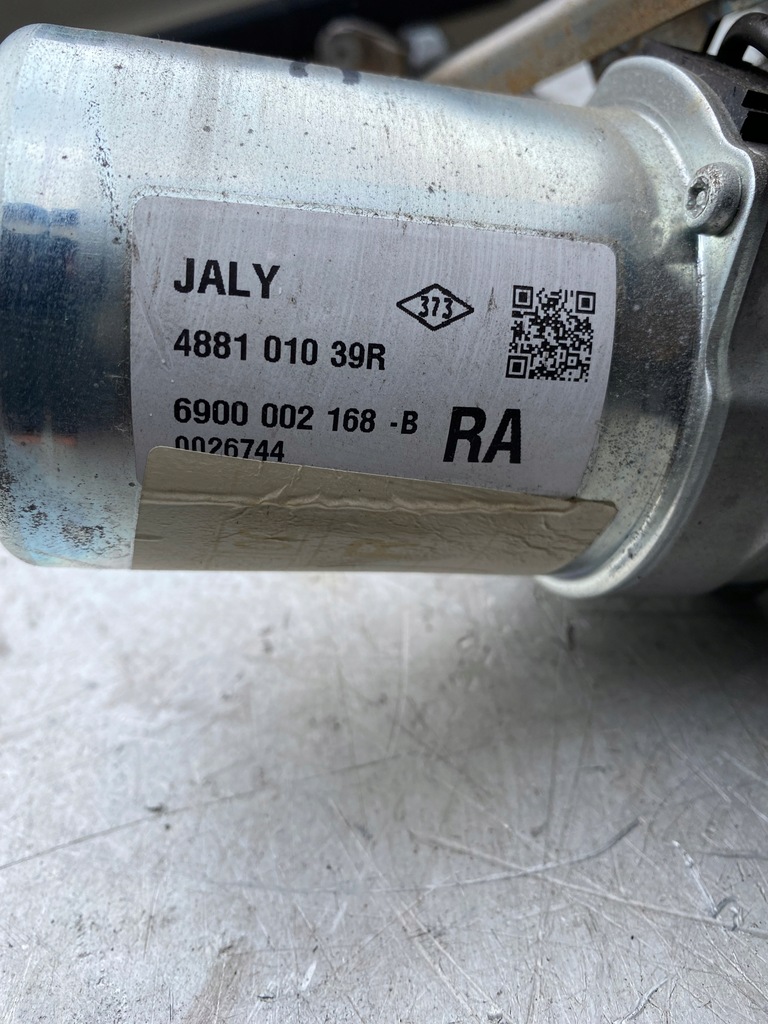 JALY
373
4881 010 39R
6900 002 168 -B
RA
0026744